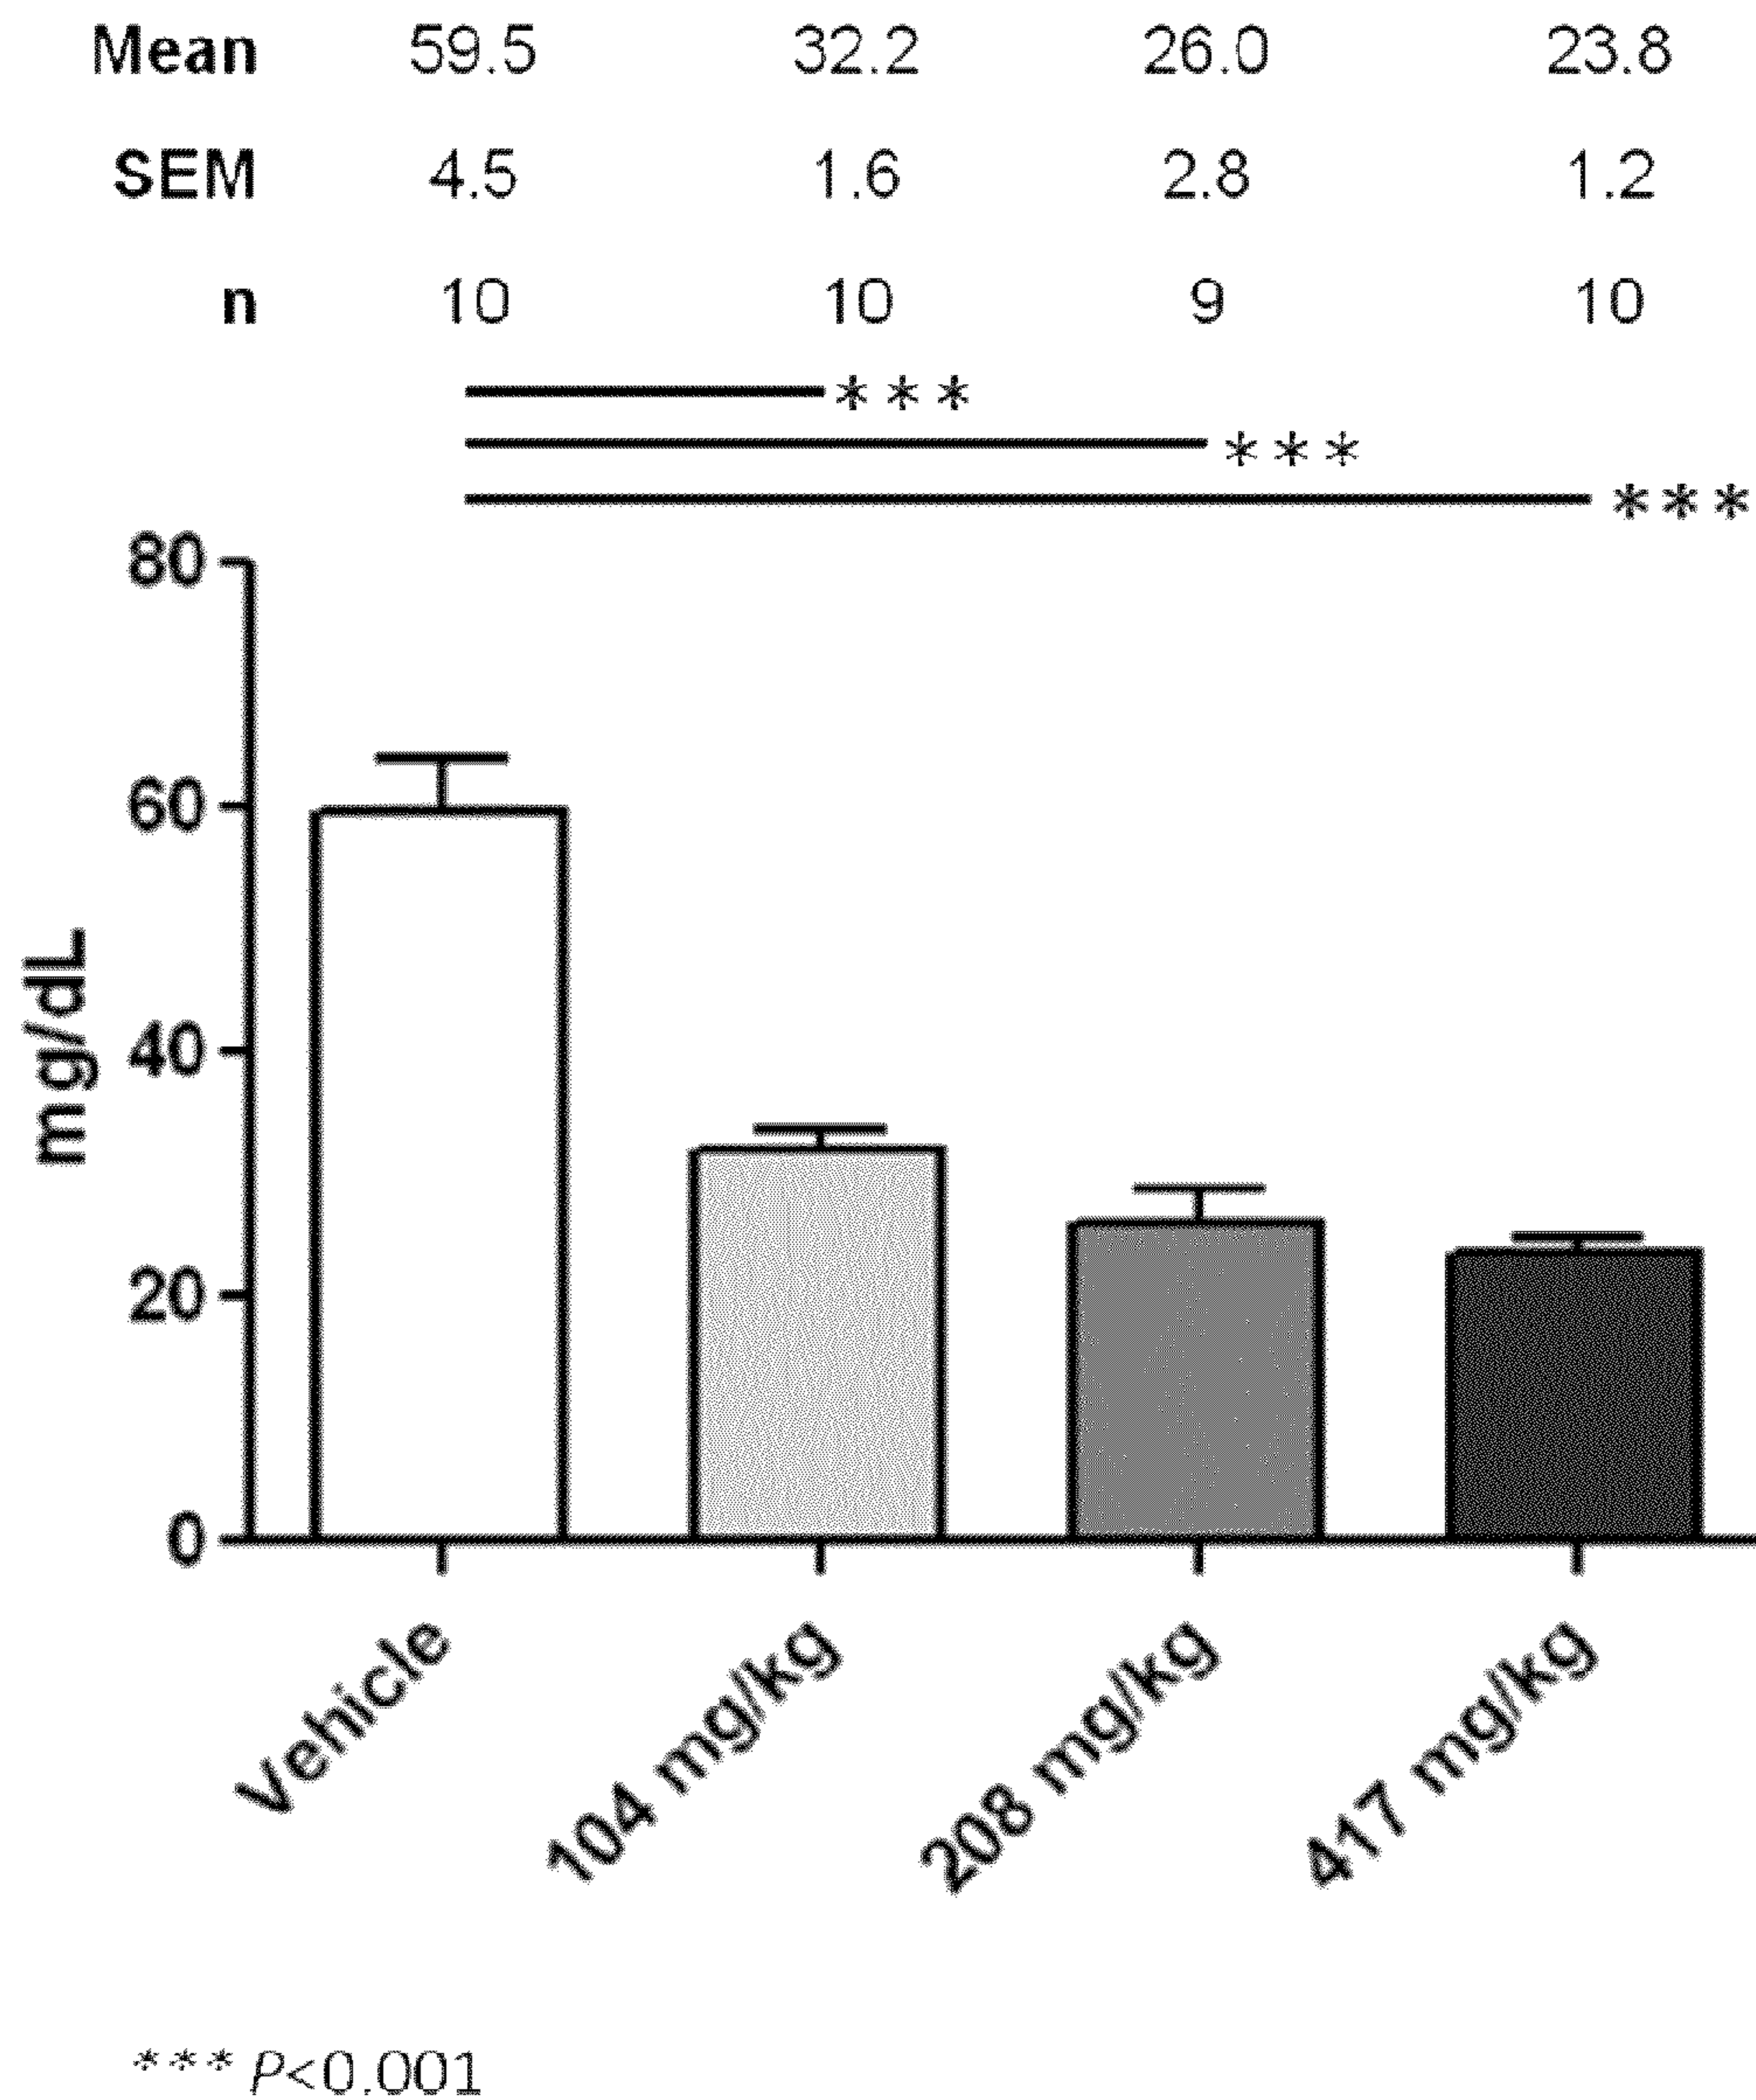 Mean 59.5 32.2 26.0 23.8
SEM 4.5 1.6 2.8 1.2
n 10 10 9 10
***
***
***
80
60
40
20
0
mg/dL
Vehicle
104 mg/kg
208 mg/kg
417 mg/kg
*** P<0.001